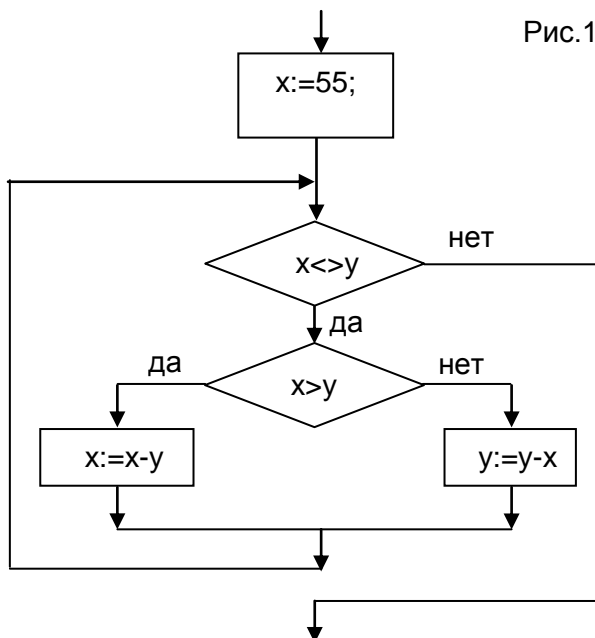 Рис.1
x:=55;
x<>y
нет
да
x>y
да
нет
x:=x-y
y:=y-x